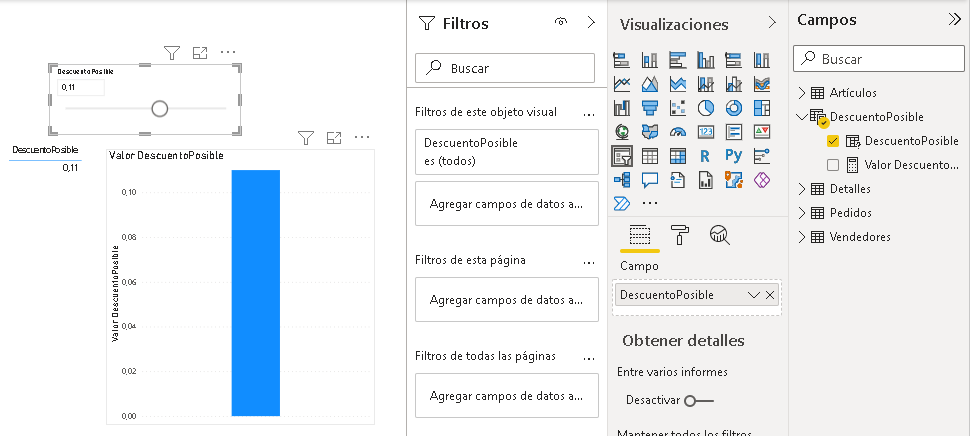 DescuentoPosible
0,11
DescuentoPosible
0,11
Valor DescuentoPosible
Valor DescuentoPosible
0,10
0,08
0,06
0,04
0,02
0,00
Filtros
Buscar
Filtros de este objeto visual
...
DescuentoPosible
es (todos)
Agregar campos de datos a...
Filtros de esta página
...
Agregar campos de datos a...
Filtros de todas las páginas
...
Agregar campos de datos a...
Visualizaciones
123
R
Py
...
Campo
DescuentoPosible
Obtener detalles
Entre varios informes
Desactivar
Mantener todos los filtros
Campos
Buscar
Artículos
DescuentoPosible
DescuentoPosible
Valor Descuento...
Detalles
Pedidos
Vendedores